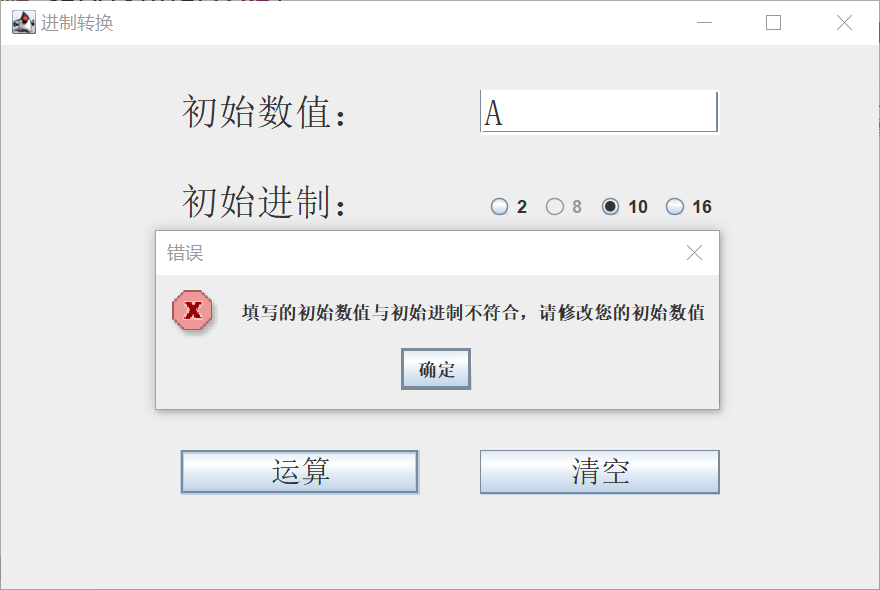 进制转换
初始数值： A
初始进制： 2 8 10 16
错误
填写的初始数值与初始进制不符合，请修改您的初始数值
确定
运算 清空